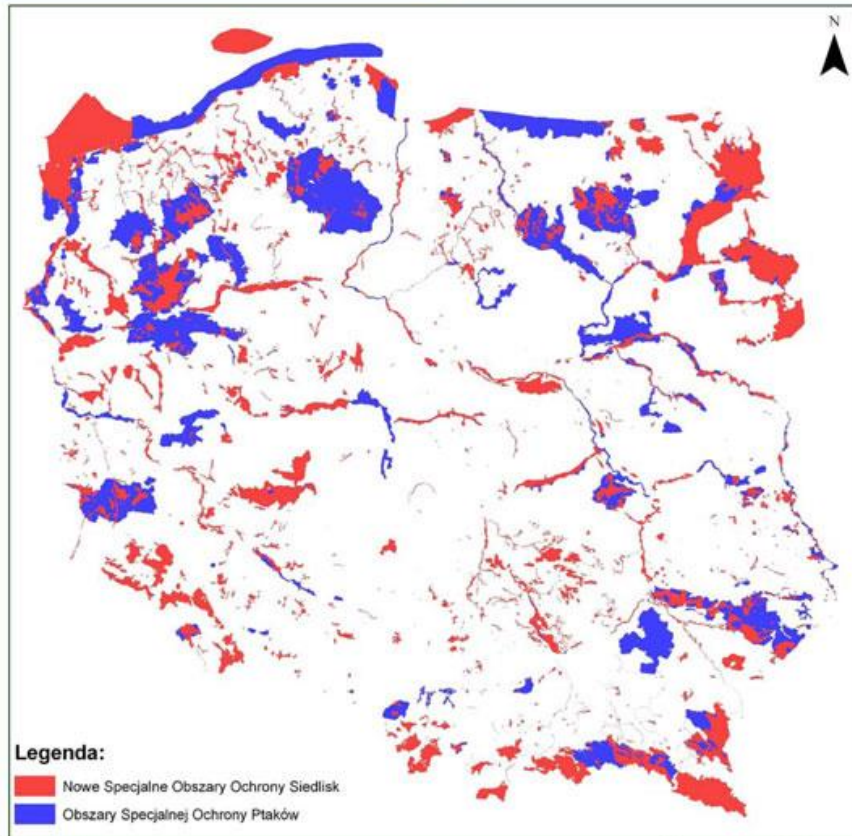 N
Legenda:
Nowe Specjalne Obszary Ochrony Siedlisk
Obszary Specjalnej Ochrony Ptaków